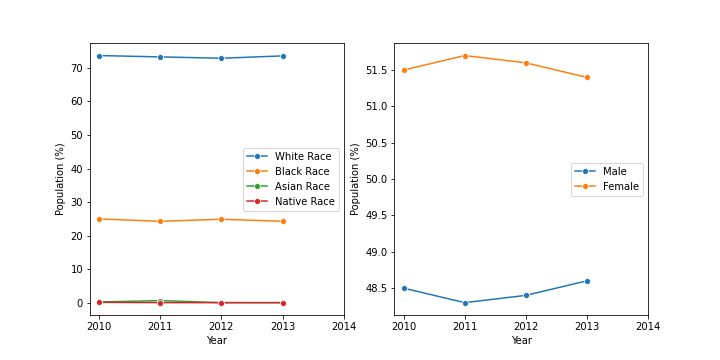 Population (%)
70
60
50
40
30
20
10
0
2010 2011 2012 2013 2014
Year
White Race
Black Race
Asian Race
Native Race
Population (%)
51.5
51.0
50.5
50.0
49.5
49.0
48.5
2010 2011 2012 2013 2014
Year
Male
Female